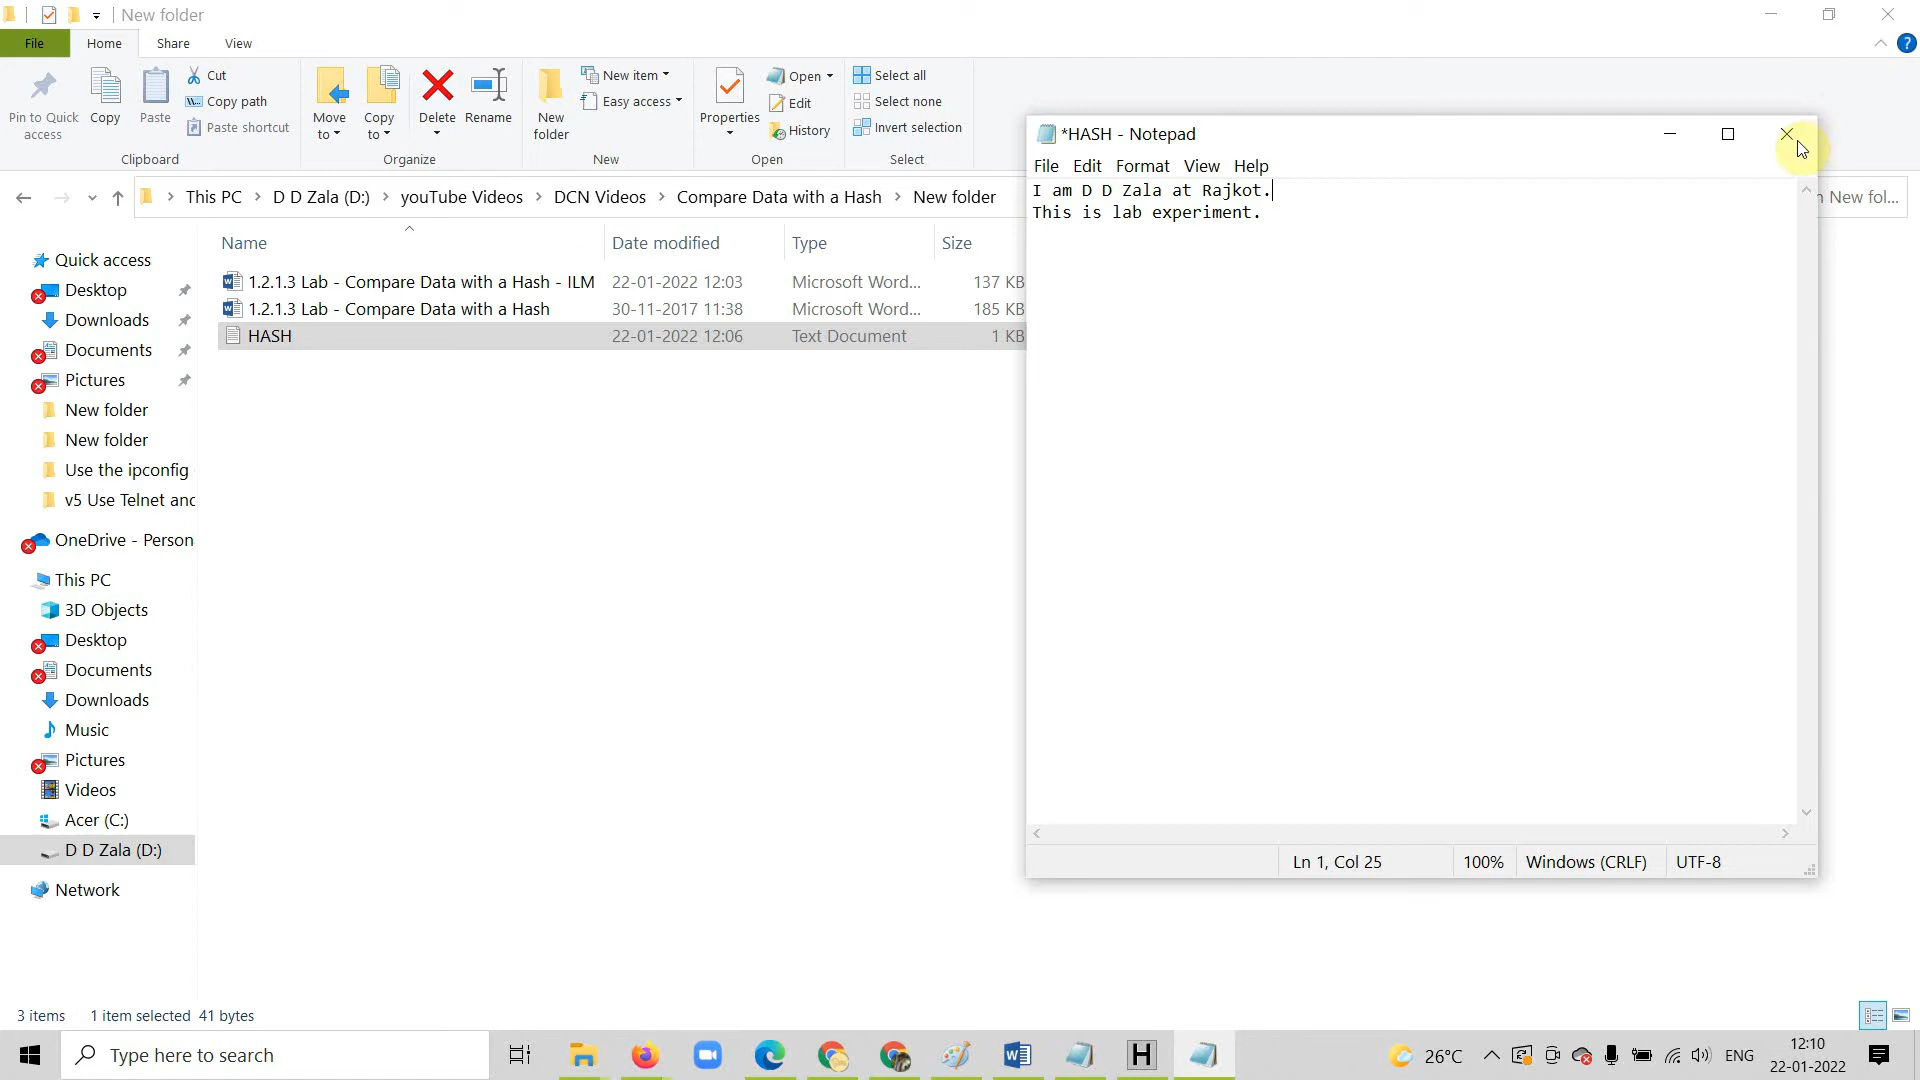 New folder
File
Home
Share
View
Pin to Quick access
Copy
Paste
Cut
Copy path
Paste shortcut
Clipboard
Move to
Copy to
Delete
Rename
Organize
New folder
New item
Easy access
New
Properties
Open
Edit
History
Open
Select all
Select none
Invert selection
Select
This PC
D D Zala (D:)
youTube Videos
DCN Videos
Compare Data with a Hash
New folder
New fol...
Name
Date modified
Type
Size
1.2.1.3 Lab - Compare Data with a Hash - ILM
22-01-2022 12:03
Microsoft Word...
137 KB
1.2.1.3 Lab - Compare Data with a Hash
30-11-2017 11:38
Microsoft Word...
185 KB
HASH
22-01-2022 12:06
Text Document
1 KB
Quick access
Desktop
Downloads
Documents
Pictures
New folder
New folder
Use the ipconfig
v5 Use Telnet and
OneDrive - Person
This PC
3D Objects
Desktop
Documents
Downloads
Music
Pictures
Videos
Acer (C:)
D D Zala (D:)
Network
*HASH - Notepad
File
Edit
Format
View
Help
I am D D Zala at Rajkot.
This is lab experiment.
Ln 1, Col 25
100%
Windows (CRLF)
UTF-8
3 items
1 item selected 41 bytes
Type here to search
H
26°C
ENG
12:10
22-01-2022